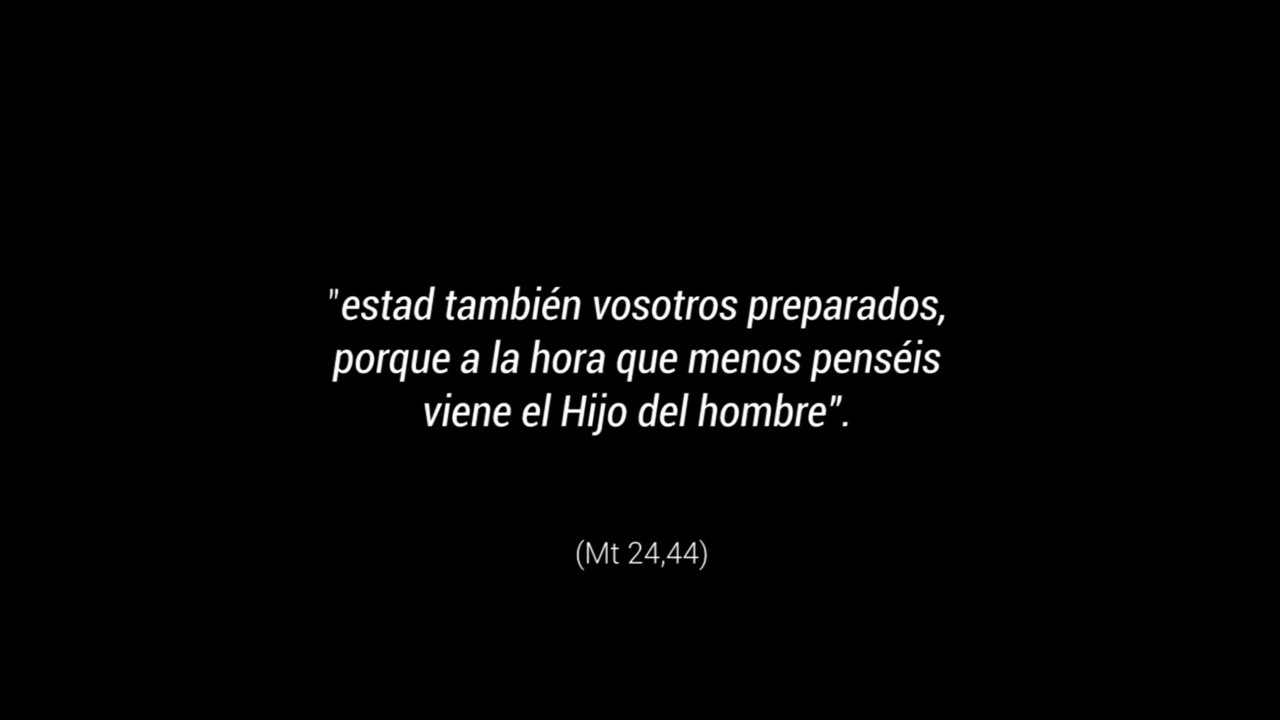 "estad también vosotros preparados,
porque a la hora que menos penséis
viene el Hijo del hombre”.
(Mt 24,44)